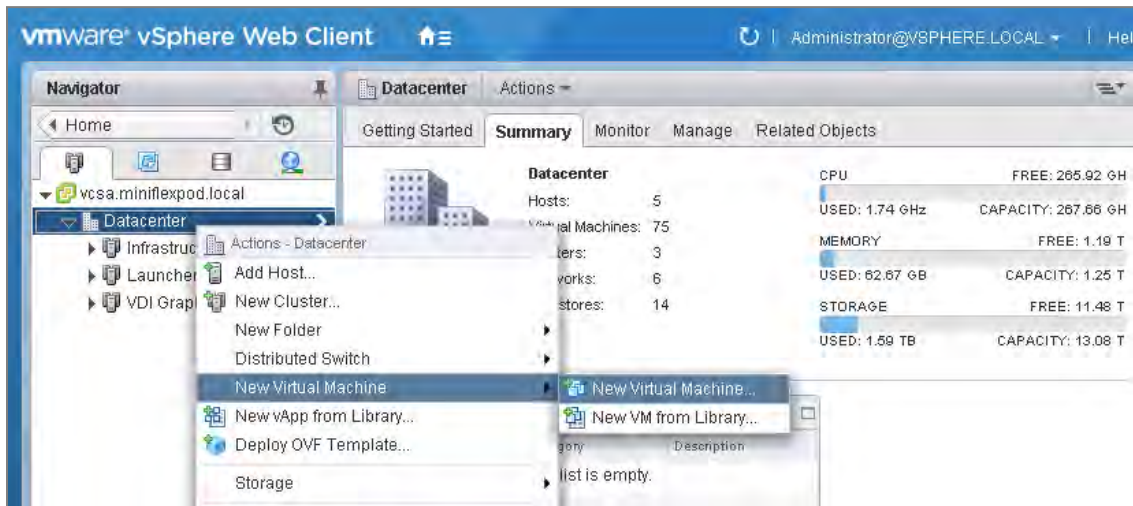 vmware® vSphere Web Client
Administrator@VSPHERE.LOCAL
Hel
Navigator
Home
vcsa.miniflexpod.local
Datacenter
Infrastruc
Launcher
VDI Grap
Datacenter Actions
Getting Started Summary Monitor Manage Related Objects
Datacenter
Hosts: 5
Virtual Machines: 75
ters: 3
vorks: 6
stores: 14
CPU FREE: 265.92 GH
USED: 1.74 GHz CAPACITY: 267.66 GH
MEMORY FREE: 1.19 T
USED: 62.67 GB CAPACITY: 1.25 T
STORAGE FREE: 11.48 T
USED: 1.59 TB CAPACITY: 13.08 T
Actions - Datacenter
Add Host...
New Cluster...
New Folder
Distributed Switch
New Virtual Machine
New vApp from Library...
Deploy OVF Template...
Storage
New Virtual Machine...
New VM from Library...
gory Description
list is empty.